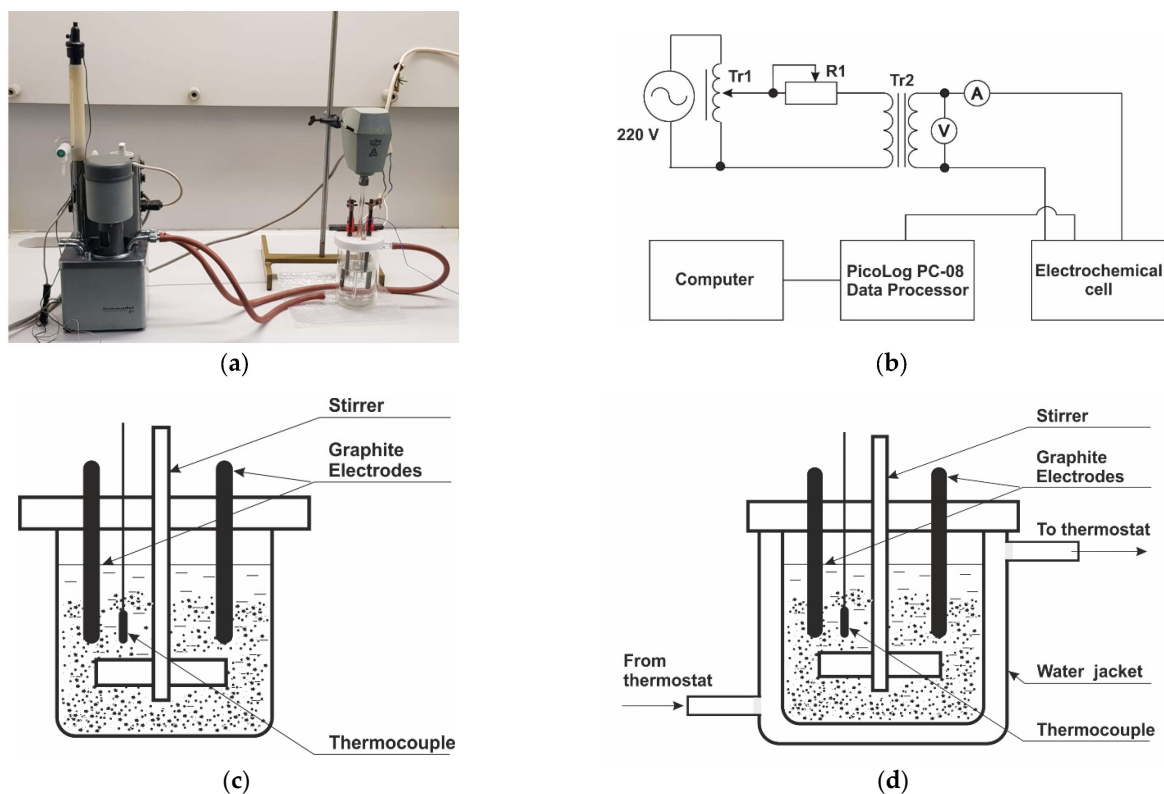 (a)
220 V
Tr1
R1
Tr2
A
V
Computer
PicoLog PC-08
Data Processor
Electrochemical
cell
(b)
Stirrer
Graphite
Electrodes
Thermocouple
(c)
Stirrer
Graphite
Electrodes
To thermostat
From
thermostat
Water jacket
Thermocouple
(d)